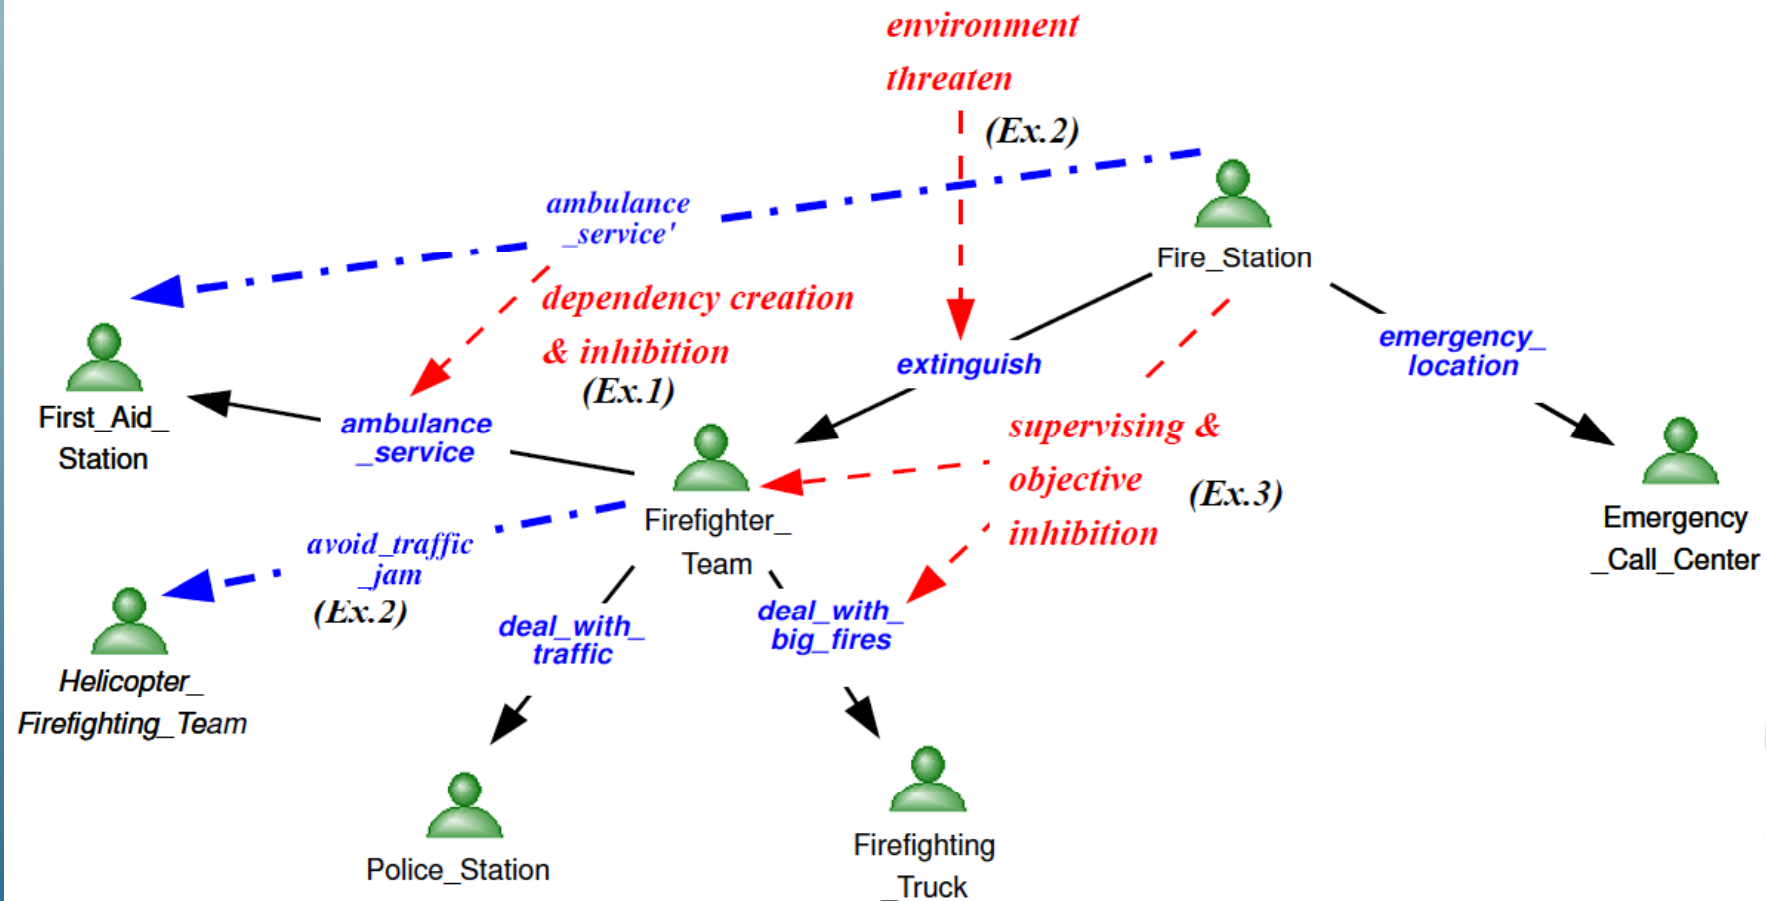 environment
threaten
(Ex.2)
ambulance
_service'
Fire_Station
dependency creation
& inhibition
(Ex.1)
extinguish
emergency_
location
First_Aid_
Station
ambulance
_service
supervising &
objective
inhibition
(Ex.3)
Firefighter_
Team
Emergency
_Call_Center
avoid_traffic
_jam
(Ex.2)
deal_with_
traffic
deal_with_
big_fires
Helicopter_
Firefighting_Team
Police_Station
Firefighting
_Truck